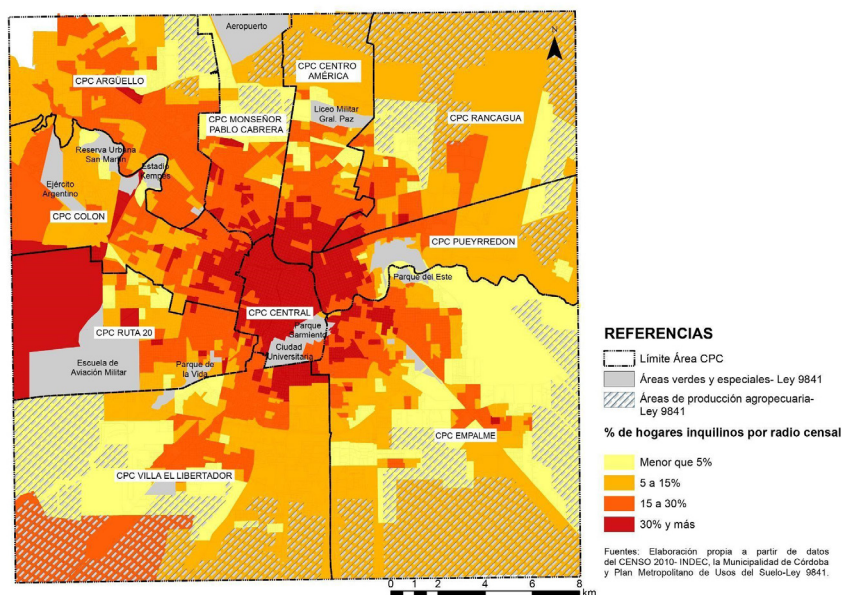 Aeropuerto
N
CPC CENTRO
AMÉRICA
CPC ARGÜELLO
Liceo Militar
Gral. Paz
CPC MONSEÑOR
PABLO CABRERA
CPC RANCAGUA
Reserva Urbana
San Martín
Estadio
Kempes
Ejército
Argentino
CPC COLON
CPC PUEYRREDON
Parque del Este
CPC CENTRAL
Parque
Sarmiento
CPC RUTA 20
Ciudad
Universitaria
Escuela de
Aviación Militar
Parque de
la Vida
CPC EMPALME
CPC VILLA EL LIBERTADOR
0 1 2 4 6 8
km
REFERENCIAS
Límite Área CPC
Áreas verdes y especiales- Ley 9841
Áreas de producción agropecuaria-
Ley 9841
% de hogares inquilinos por radio censal
Menor que 5%
5 a 15%
15 a 30%
30% y más
Fuentes: Elaboración propia a partir de datos
del CENSO 2010- INDEC, la Municipalidad de Córdoba
y Plan Metropolitano de Usos del Suelo-Ley 9841.